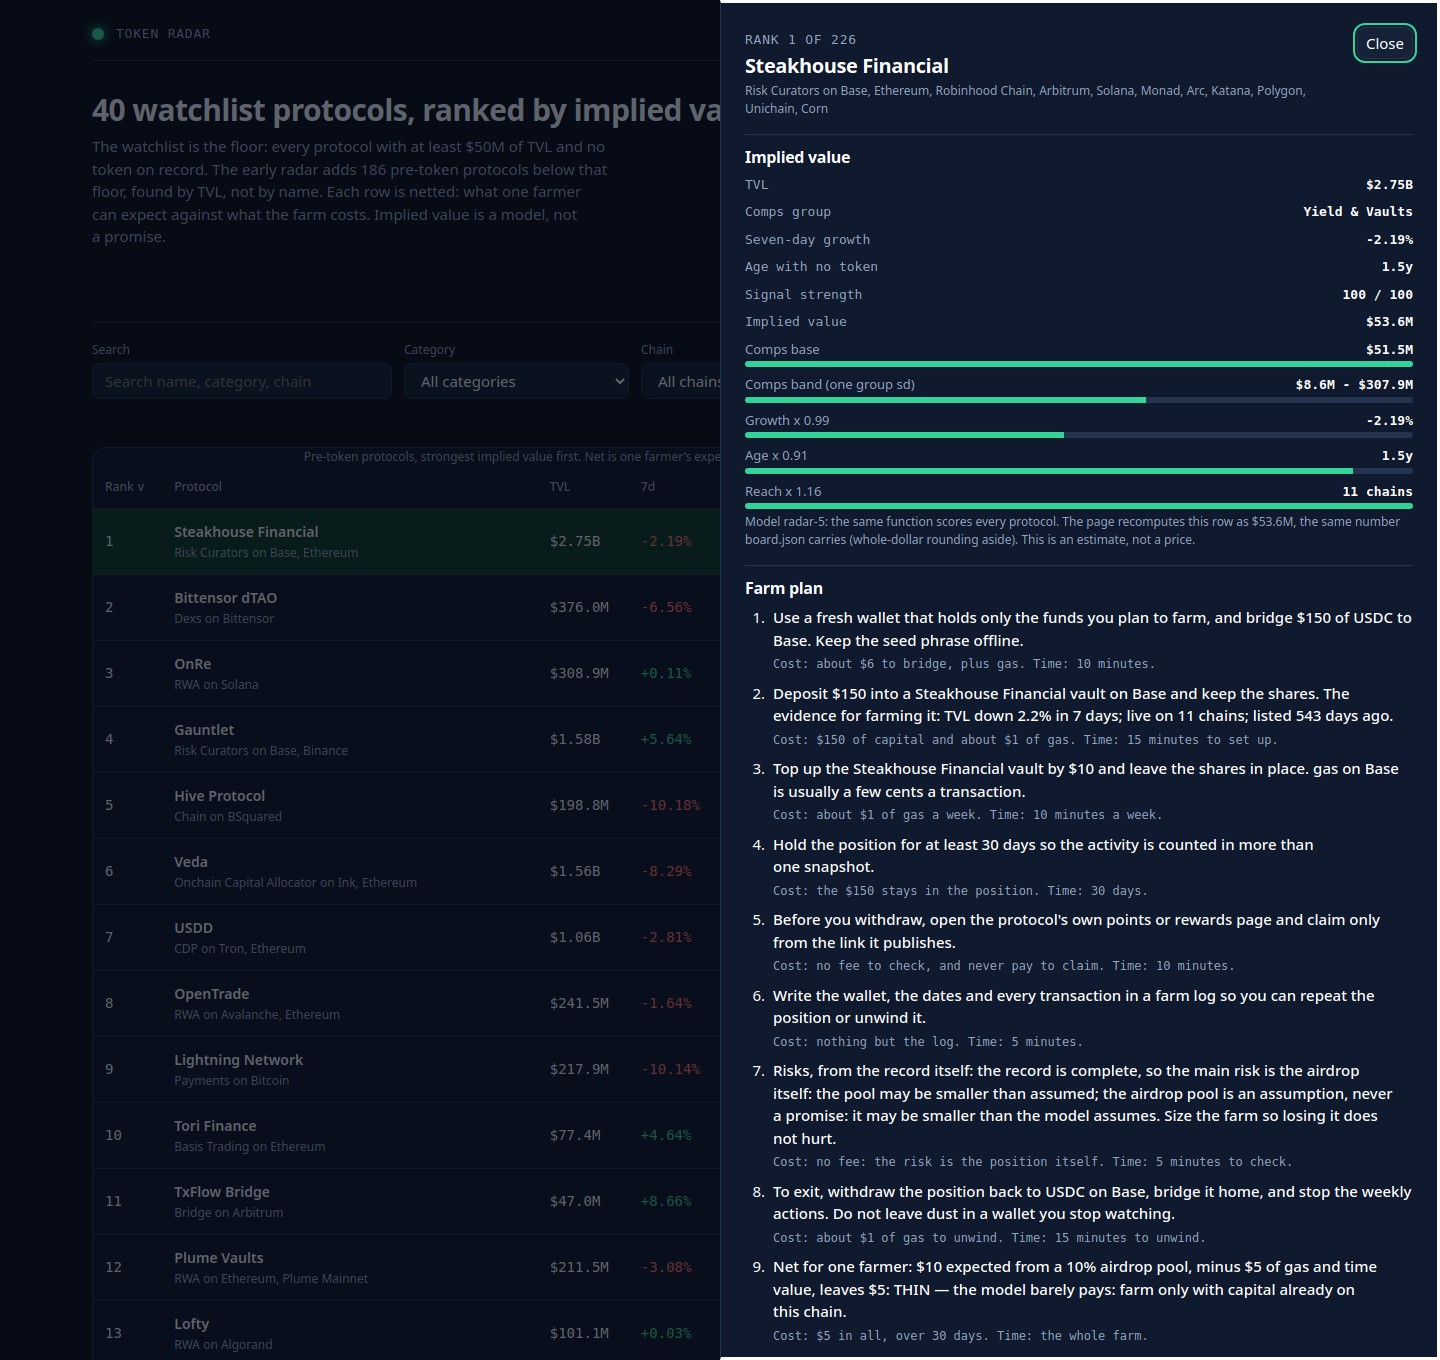 TOKEN RADAR
40 watchlist protocols, ranked by implied va
The watchlist is the floor: every protocol with at least $50M of TVL and no
token on record. The early radar adds 186 pre-token protocols below that
floor, found by TVL, not by name. Each row is netted: what one farmer
can expect against what the farm costs. Implied value is a model, not
a promise.
Search
Category
Chain
Search name, category, chain
All categories
All chains
Pre-token protocols, strongest implied value first. Net is one farmer's expe
Rank v Protocol TVL 7d
1 Steakhouse Financial $2.75B -2.19%
Risk Curators on Base, Ethereum
2 Bittensor dTAO $376.0M -6.56%
Dexs on Bittensor
3 OnRe $308.9M +0.11%
RWA on Solana
4 Gauntlet $1.58B +5.64%
Risk Curators on Base, Binance
5 Hive Protocol $198.8M -10.18%
Chain on BSquared
6 Veda $1.56B -8.29%
Onchain Capital Allocator on Ink, Ethereum
7 USDD $1.06B -2.81%
CDP on Tron, Ethereum
8 OpenTrade $241.5M -1.64%
RWA on Avalanche, Ethereum
9 Lightning Network $217.9M -10.14%
Payments on Bitcoin
10 Tori Finance $77.4M +4.64%
Basis Trading on Ethereum
11 TxFlow Bridge $47.0M +8.66%
Bridge on Arbitrum
12 Plume Vaults $211.5M -3.08%
RWA on Ethereum, Plume Mainnet
13 Lofty $101.1M +0.03%
RWA on Algorand
RANK 1 OF 226
Close
Steakhouse Financial
Risk Curators on Base, Ethereum, Robinhood Chain, Arbitrum, Solana, Monad, Arc, Katana, Polygon,
Unichain, Corn
Implied value
TVL $2.75B
Comps group Yield & Vaults
Seven-day growth -2.19%
Age with no token 1.5y
Signal strength 100 / 100
Implied value $53.6M
Comps base $51.5M
Comps band (one group sd) $8.6M - $307.9M
Growth x 0.99 -2.19%
Age x 0.91 1.5y
Reach x 1.16 11 chains
Model radar-5: the same function scores every protocol. The page recomputes this row as $53.6M, the same number
board.json carries (whole-dollar rounding aside). This is an estimate, not a price.
Farm plan
1. Use a fresh wallet that holds only the funds you plan to farm, and bridge $150 of USDC to
Base. Keep the seed phrase offline.
Cost: about $6 to bridge, plus gas. Time: 10 minutes.
2. Deposit $150 into a Steakhouse Financial vault on Base and keep the shares. The
evidence for farming it: TVL down 2.2% in 7 days; live on 11 chains; listed 543 days ago.
Cost: $150 of capital and about $1 of gas. Time: 15 minutes to set up.
3. Top up the Steakhouse Financial vault by $10 and leave the shares in place. gas on Base
is usually a few cents a transaction.
Cost: about $1 of gas a week. Time: 10 minutes a week.
4. Hold the position for at least 30 days so the activity is counted in more than
one snapshot.
Cost: the $150 stays in the position. Time: 30 days.
5. Before you withdraw, open the protocol's own points or rewards page and claim only
from the link it publishes.
Cost: no fee to check, and never pay to claim. Time: 10 minutes.
6. Write the wallet, the dates and every transaction in a farm log so you can repeat the
position or unwind it.
Cost: nothing but the log. Time: 5 minutes.
7. Risks, from the record itself: the record is complete, so the main risk is the airdrop
itself: the pool may be smaller than assumed; the airdrop pool is an assumption, never
a promise: it may be smaller than the model assumes. Size the farm so losing it does
not hurt.
Cost: no fee: the risk is the position itself. Time: 5 minutes to check.
8. To exit, withdraw the position back to USDC on Base, bridge it home, and stop the weekly
actions. Do not leave dust in a wallet you stop watching.
Cost: about $1 of gas to unwind. Time: 15 minutes to unwind.
9. Net for one farmer: $10 expected from a 10% airdrop pool, minus $5 of gas and time
value, leaves $5: THIN — the model barely pays: farm only with capital already on
this chain.
Cost: $5 in all, over 30 days. Time: the whole farm.